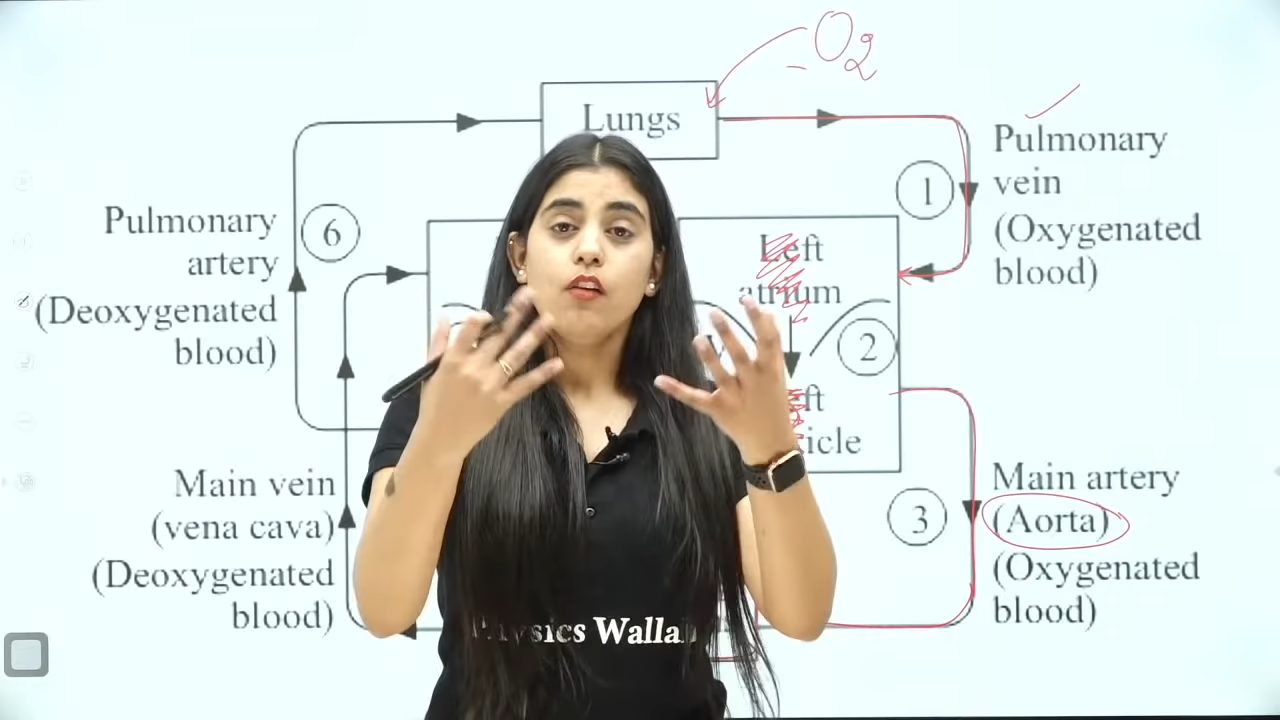 O2
Lungs
Pulmonary
vein
(Oxygenated
blood)
1
Pulmonary
artery
(Deoxygenated
blood)
6
Left
atrium
2
Main vein
(vena cava)
(Deoxygenated
blood)
3
Main artery
(Aorta)
(Oxygenated
blood)
Physics Wallah